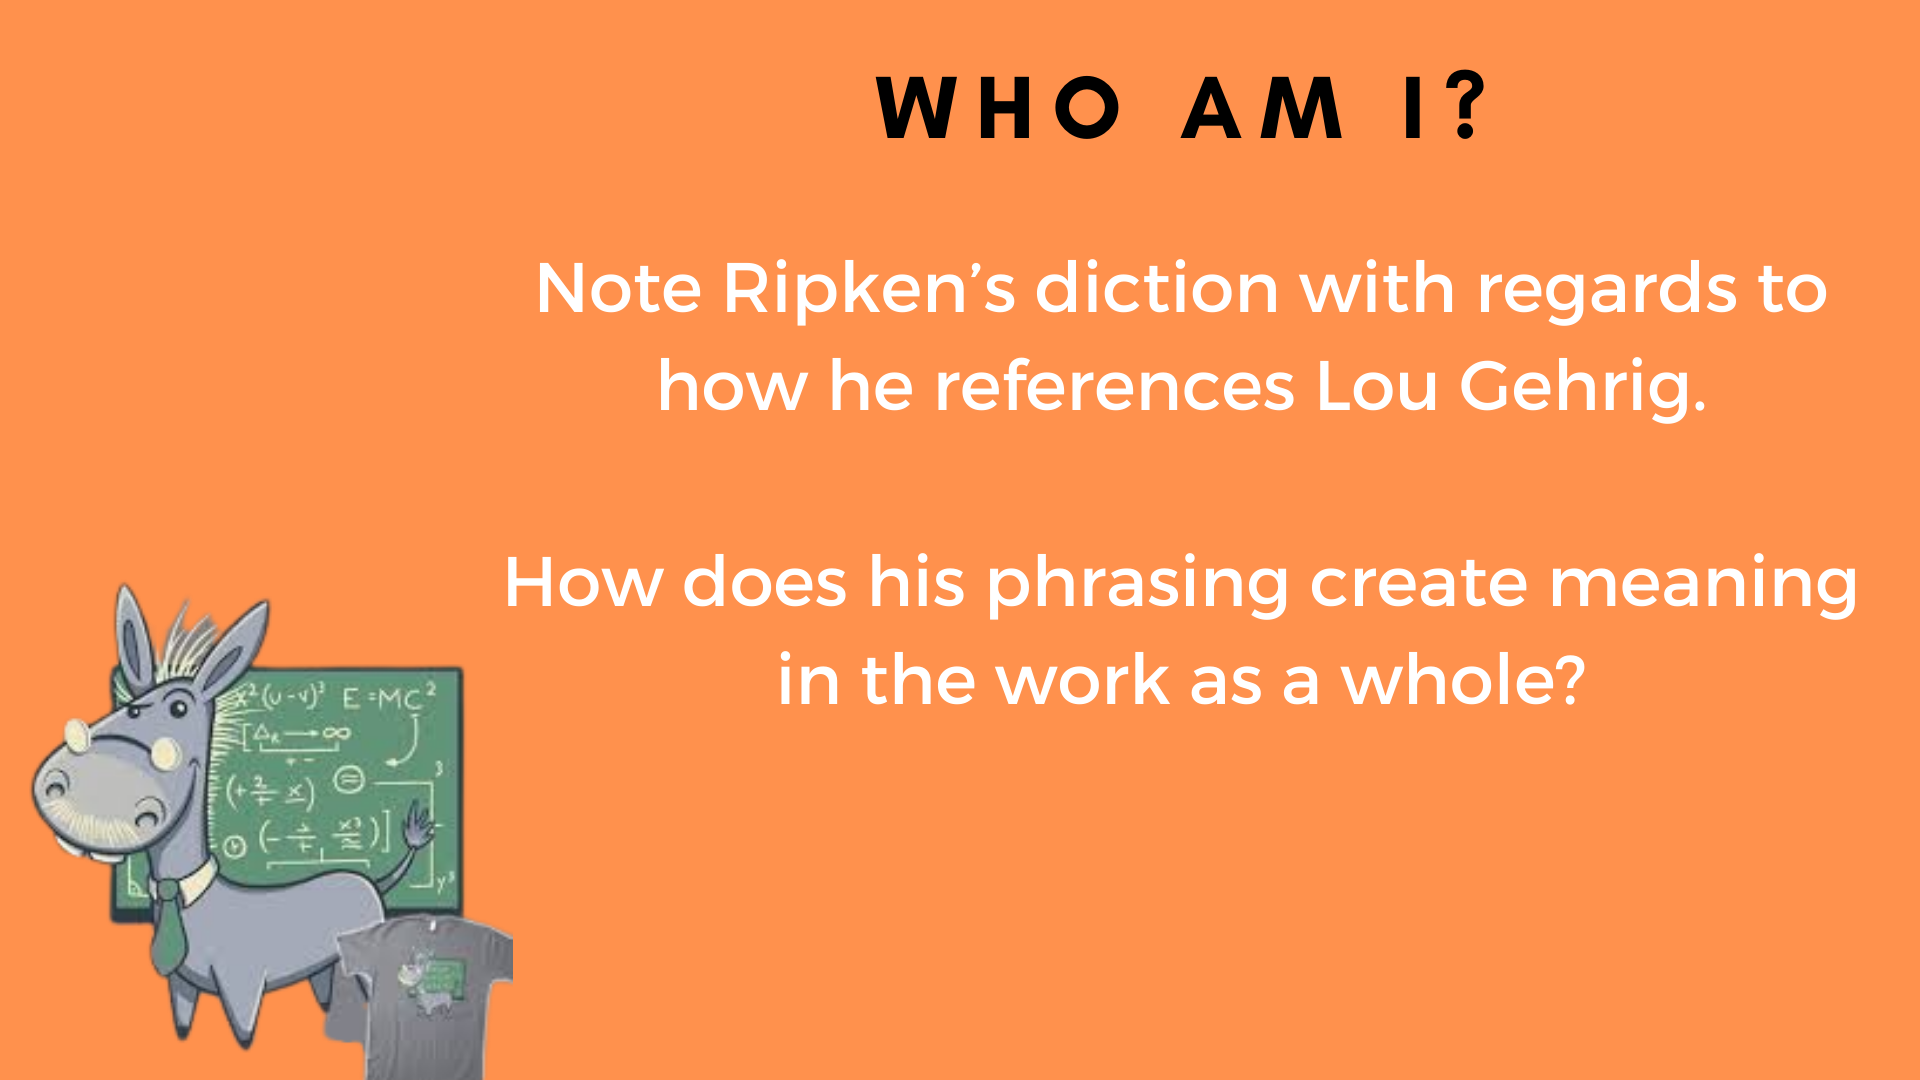 WHO AM I?
Note Ripken’s diction with regards to
how he references Lou Gehrig.
How does his phrasing create meaning
in the work as a whole?
E=MC²